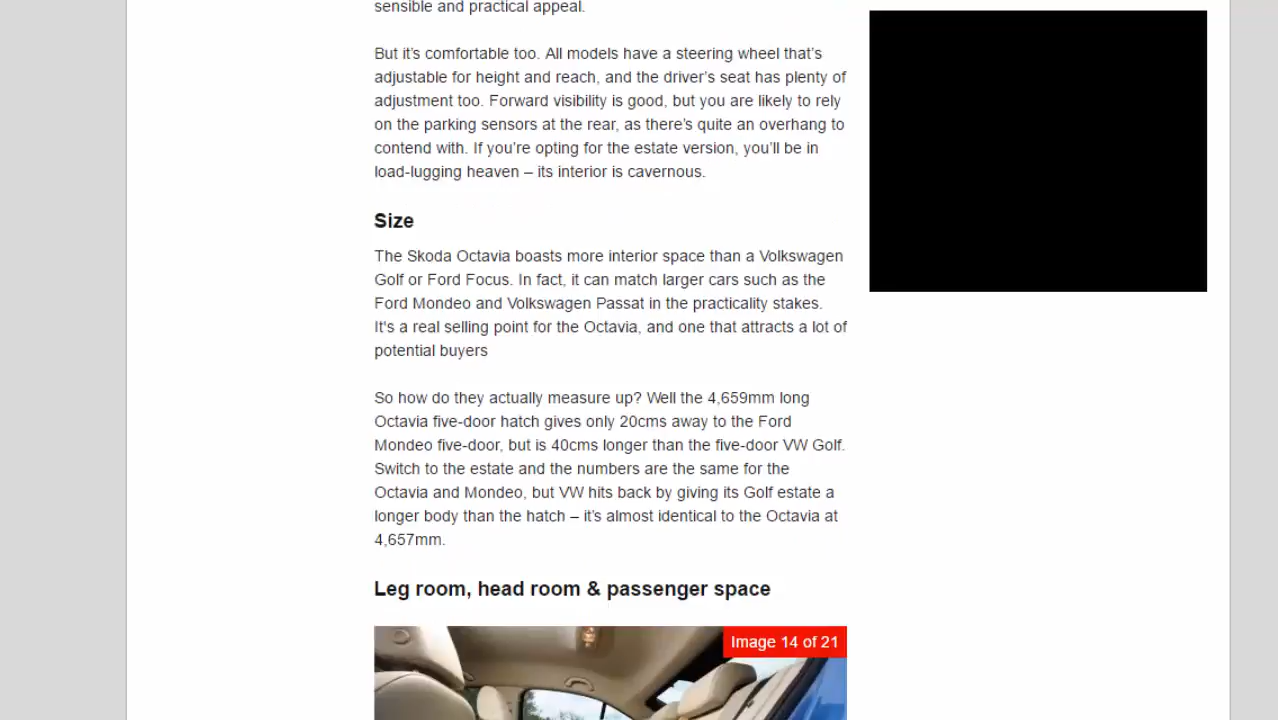 sensible and practical appeal.
But it’s comfortable too. All models have a steering wheel that’s
adjustable for height and reach, and the driver’s seat has plenty of
adjustment too. Forward visibility is good, but you are likely to rely
on the parking sensors at the rear, as there’s quite an overhang to
contend with. If you’re opting for the estate version, you’ll be in
load-lugging heaven – its interior is cavernous.
Size
The Skoda Octavia boasts more interior space than a Volkswagen
Golf or Ford Focus. In fact, it can match larger cars such as the
Ford Mondeo and Volkswagen Passat in the practicality stakes.
It's a real selling point for the Octavia, and one that attracts a lot of
potential buyers
So how do they actually measure up? Well the 4,659mm long
Octavia five-door hatch gives only 20cms away to the Ford
Mondeo five-door, but is 40cms longer than the five-door VW Golf.
Switch to the estate and the numbers are the same for the
Octavia and Mondeo, but VW hits back by giving its Golf estate a
longer body than the hatch – it’s almost identical to the Octavia at
4,657mm.
Leg room, head room & passenger space
Image 14 of 21